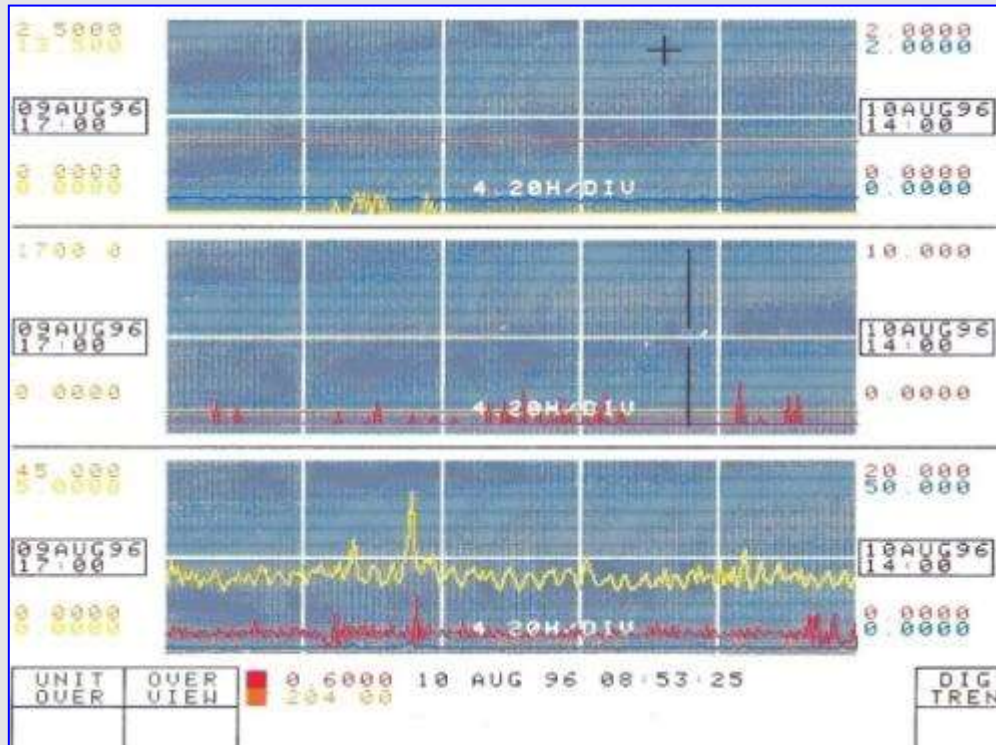 2.5000
13.500
2.0000
2.0000
09AUG96
17:00
10AUG96
14:00
0.0000
0.0000
0.0000
0.0000
4.20H/DIV
1700 0
10.000
09AUG96
17:00
10AUG96
14:00
0.0000
0.0000
4.20H/DIV
45.000
5.0000
20.000
50.000
09AUG96
17:00
10AUG96
14:00
0.0000
0.0000
0.0000
0.0000
4.20H/DIV
UNIT
OVER
OVER
VIEW
0.6000 10 AUG 96 08:53:25
204 00
DIG
TREN